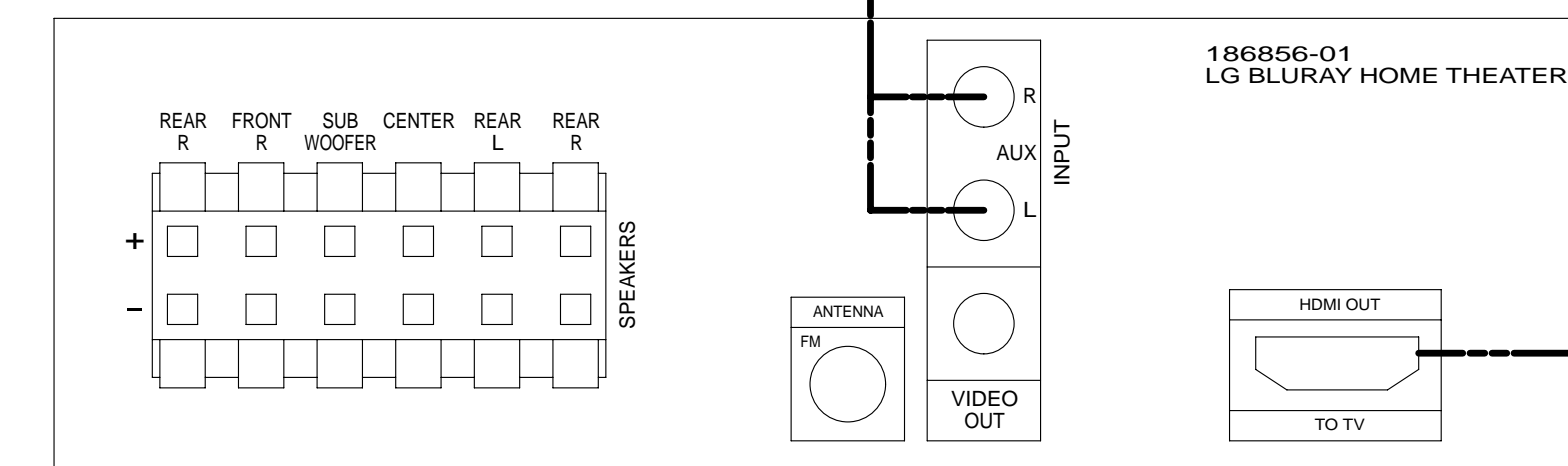 186856-01
LG BLURAY HOME THEATER
REAR R
FRONT R
SUB WOOFER
CENTER
REAR L
REAR R
+
−
SPEAKERS
ANTENNA
FM
R
AUX
L
INPUT
VIDEO
OUT
HDMI OUT
TO TV